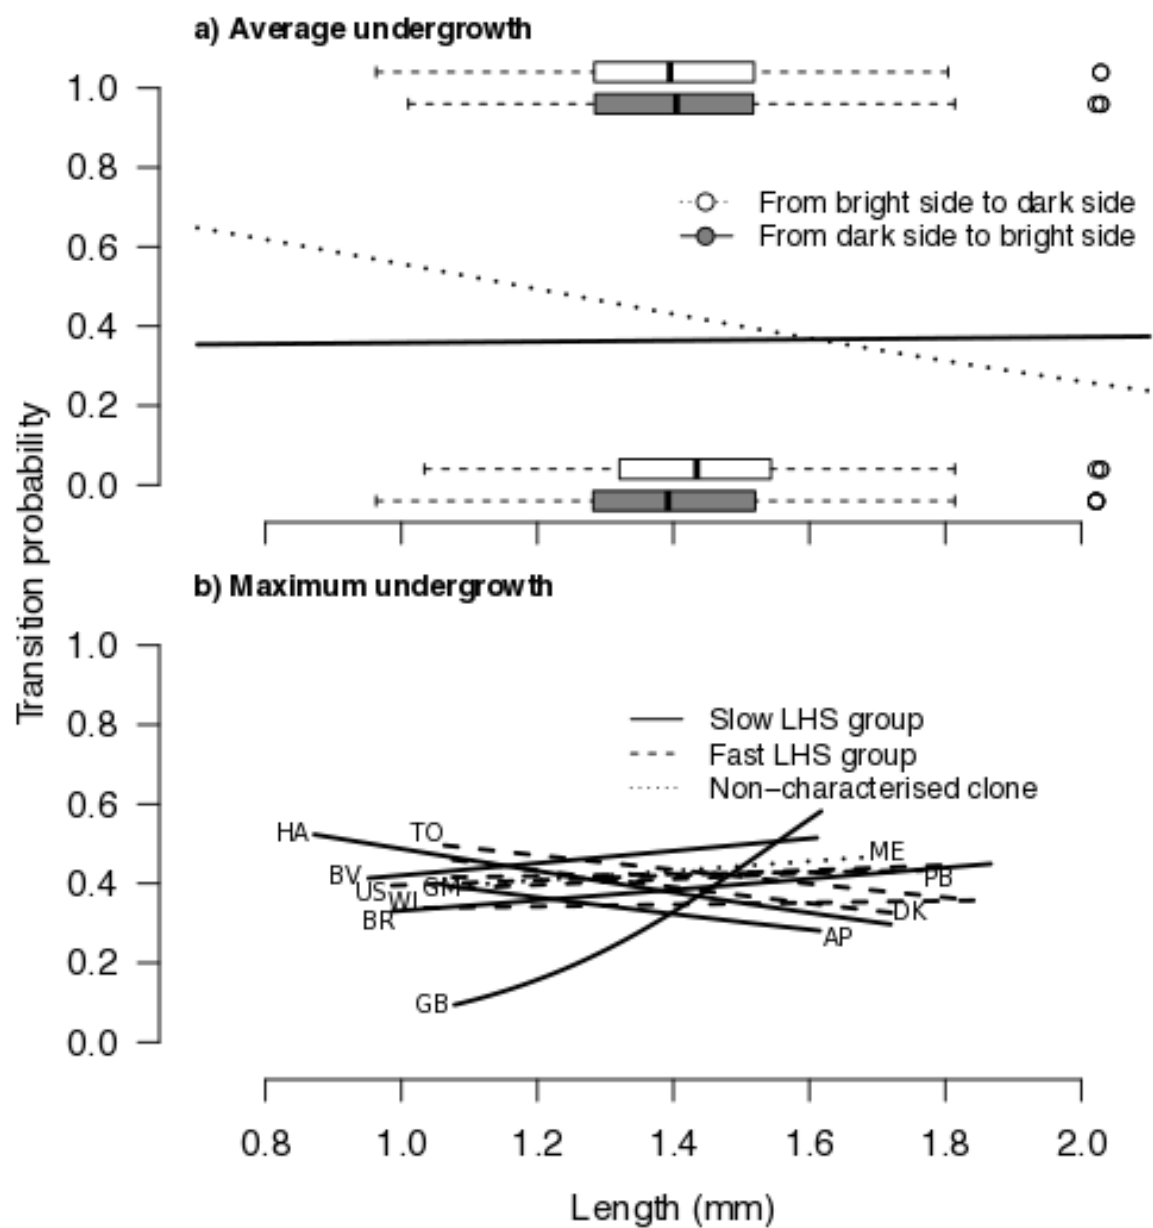 a) Average undergrowth
1.0
0.8
From bright side to dark side
From dark side to bright side
0.6
0.4
0.2
0.0
Transition probability
b) Maximum undergrowth
1.0
0.8
Slow LHS group
Fast LHS group
Non−characterised clone
0.6
HA
TO
ME
BV
PB
US
GM
0.4
WI
DK
BR
AP
0.2
GB
0.0
0.8 1.0 1.2 1.4 1.6 1.8 2.0
Length (mm)